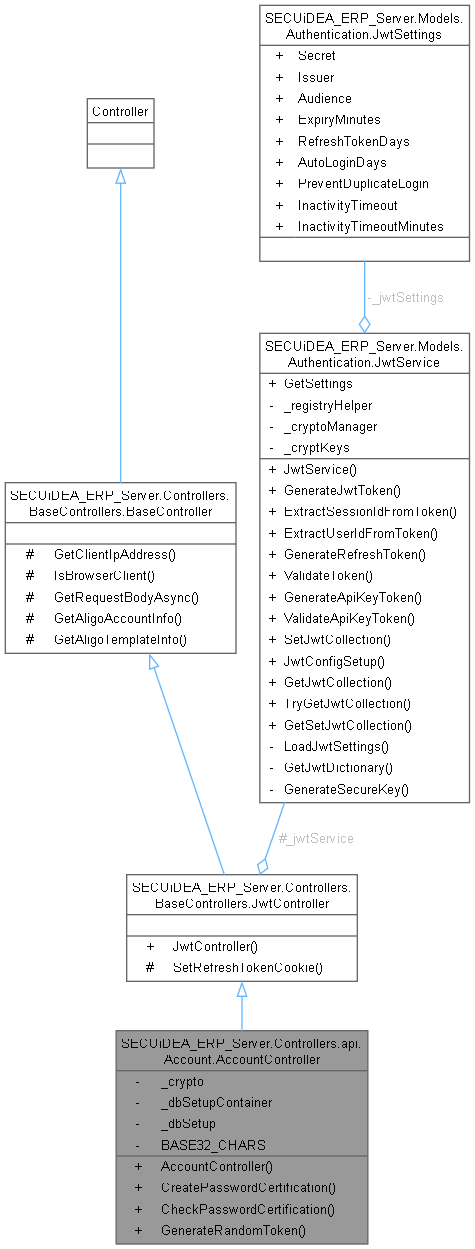 SECUiDEA_ERP_Server.Models.
Authentication.JwtSettings
+ Secret
+ Issuer
+ Audience
+ ExpiryMinutes
+ RefreshTokenDays
+ AutoLoginDays
+ PreventDuplicateLogin
+ InactivityTimeout
+ InactivityTimeoutMinutes
Controller
-_jwtSettings
SECUiDEA_ERP_Server.Models.
Authentication.JwtService
+ GetSettings
- _registryHelper
- _cryptoManager
- _cryptKeys
+ JwtService()
+ GenerateJwtToken()
+ ExtractSessionIdFromToken()
+ ExtractUserIdFromToken()
+ GenerateRefreshToken()
+ ValidateToken()
+ GenerateApiKeyToken()
+ ValidateApiKeyToken()
+ SetJwtCollection()
+ JwtConfigSetup()
+ GetJwtCollection()
+ TryGetJwtCollection()
+ GetSetJwtCollection()
- LoadJwtSettings()
- GetJwtDictionary()
- GenerateSecureKey()
SECUiDEA_ERP_Server.Controllers.
BaseControllers.BaseController
# GetClientIpAddress()
# IsBrowserClient()
# GetRequestBodyAsync()
# GetAligoAccountInfo()
# GetAligoTemplateInfo()
#_jwtService
SECUiDEA_ERP_Server.Controllers.
BaseControllers.JwtController
+ JwtController()
# SetRefreshTokenCookie()
SECUiDEA_ERP_Server.Controllers.api.
Account.AccountController
- _crypto
- _dbSetupContainer
- _dbSetup
- BASE32_CHARS
+ AccountController()
+ CreatePasswordCertification()
+ CheckPasswordCertification()
+ GenerateRandomToken()